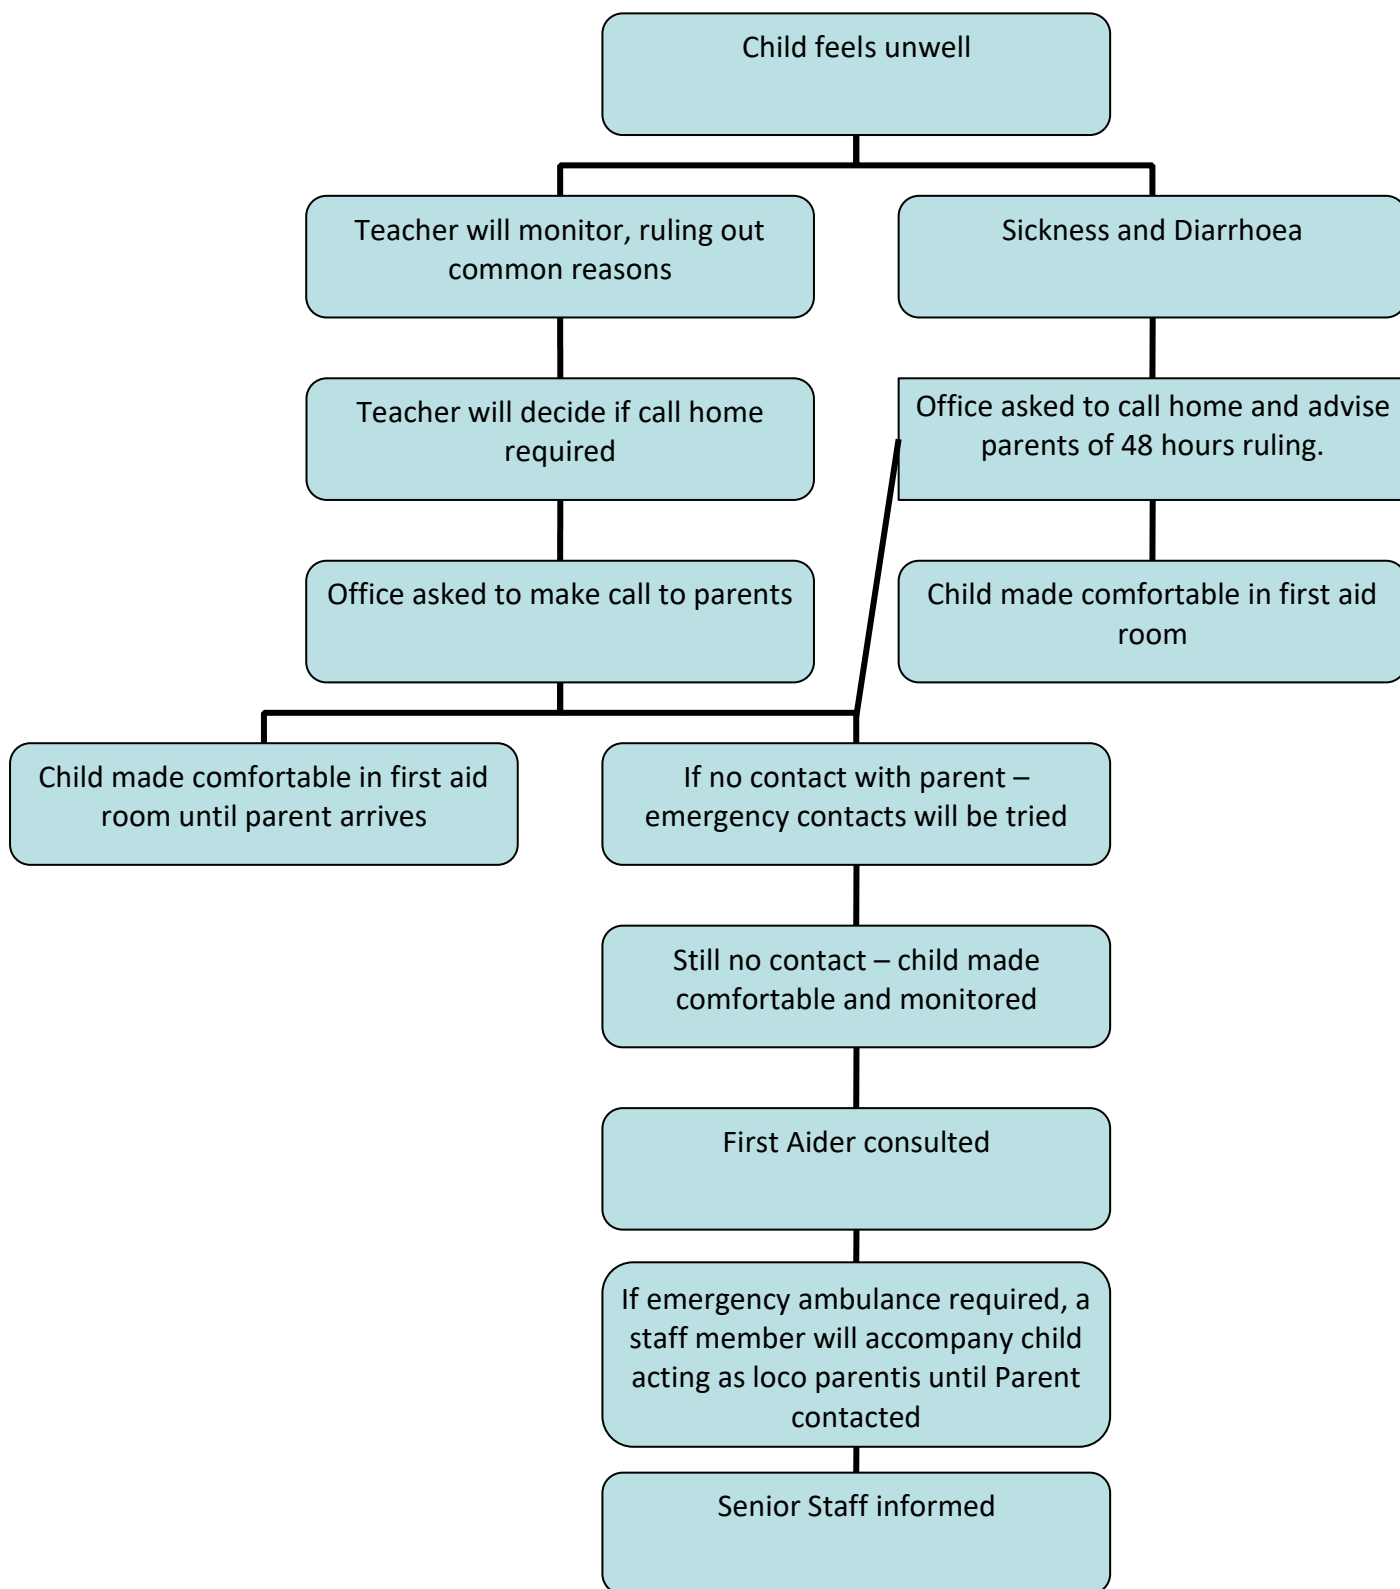 Child feels unwell
Teacher will monitor, ruling out
common reasons
Sickness and Diarrhoea
Teacher will decide if call home
required
Office asked to call home and advise
parents of 48 hours ruling.
Office asked to make call to parents
Child made comfortable in first aid
room
Child made comfortable in first aid
room until parent arrives
If no contact with parent –
emergency contacts will be tried
Still no contact – child made
comfortable and monitored
First Aider consulted
If emergency ambulance required, a
staff member will accompany child
acting as loco parentis until Parent
contacted
Senior Staff informed